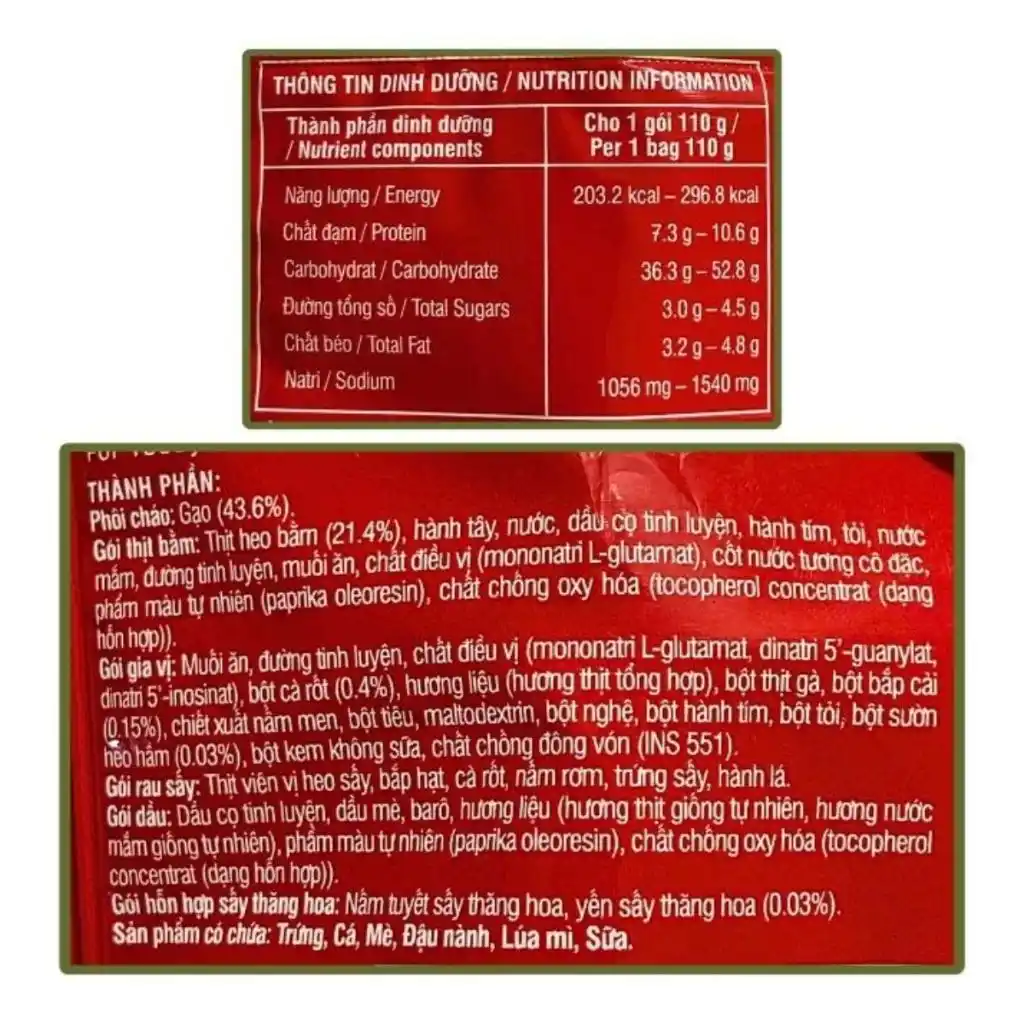 THÔNG TIN DINH DƯỠNG / NUTRITION INFORMATION
Thành phần dinh dưỡng
/ Nutrient components
Cho 1 gói 110 g /
Per 1 bag 110 g
Năng lượng / Energy 203.2 kcal – 296.8 kcal
Chất đạm / Protein 7.3 g – 10.6 g
Carbohydrat / Carbohydrate 36.3 g – 52.8 g
Đường tổng số / Total Sugars 3.0 g – 4.5 g
Chất béo / Total Fat 3.2 g – 4.8 g
Natri / Sodium 1056 mg – 1540 mg
THÀNH PHẦN:
Phôi cháo: Gạo (43.6%).
Gói thịt bằm: Thịt heo bằm (21.4%), hành tây, nước, dầu cọ tinh luyện, hành tím, tỏi, nước
mắm, đường tinh luyện, muối ăn, chất điều vị (mononatri L-glutamat), cốt nước tương cô đặc,
phẩm màu tự nhiên (paprika oleoresin), chất chống oxy hóa (tocopherol concentrat (dạng
hỗn hợp)).
Gói gia vị: Muối ăn, đường tinh luyện, chất điều vị (mononatri L-glutamat, dinatri 5'-guanylat,
dinatri 5'-inosinat), bột cà rốt (0.4%), hương liệu (hương thịt tổng hợp), bột thịt gà, bột bắp cải
(0.15%), chiết xuất nấm men, bột tiêu, maltodextrin, bột nghệ, bột hành tím, bột tỏi, bột sườn
heo hầm (0.03%), bột kem không sữa, chất chống đông vón (INS 551).
Gói rau sấy: Thịt viên vị heo sấy, bắp hạt, cà rốt, nấm rơm, trứng sấy, hành lá.
Gói dầu: Dầu cọ tinh luyện, dầu mè, barô, hương liệu (hương thịt giống tự nhiên, hương nước
mắm giống tự nhiên), phẩm màu tự nhiên (paprika oleoresin), chất chống oxy hóa (tocopherol
concentrat (dạng hỗn hợp)).
Gói hỗn hợp sấy thăng hoa: Nấm tuyết sấy thăng hoa, yến sấy thăng hoa (0.03%).
Sản phẩm có chứa: Trứng, Cá, Mè, Đậu nành, Lúa mì, Sữa.